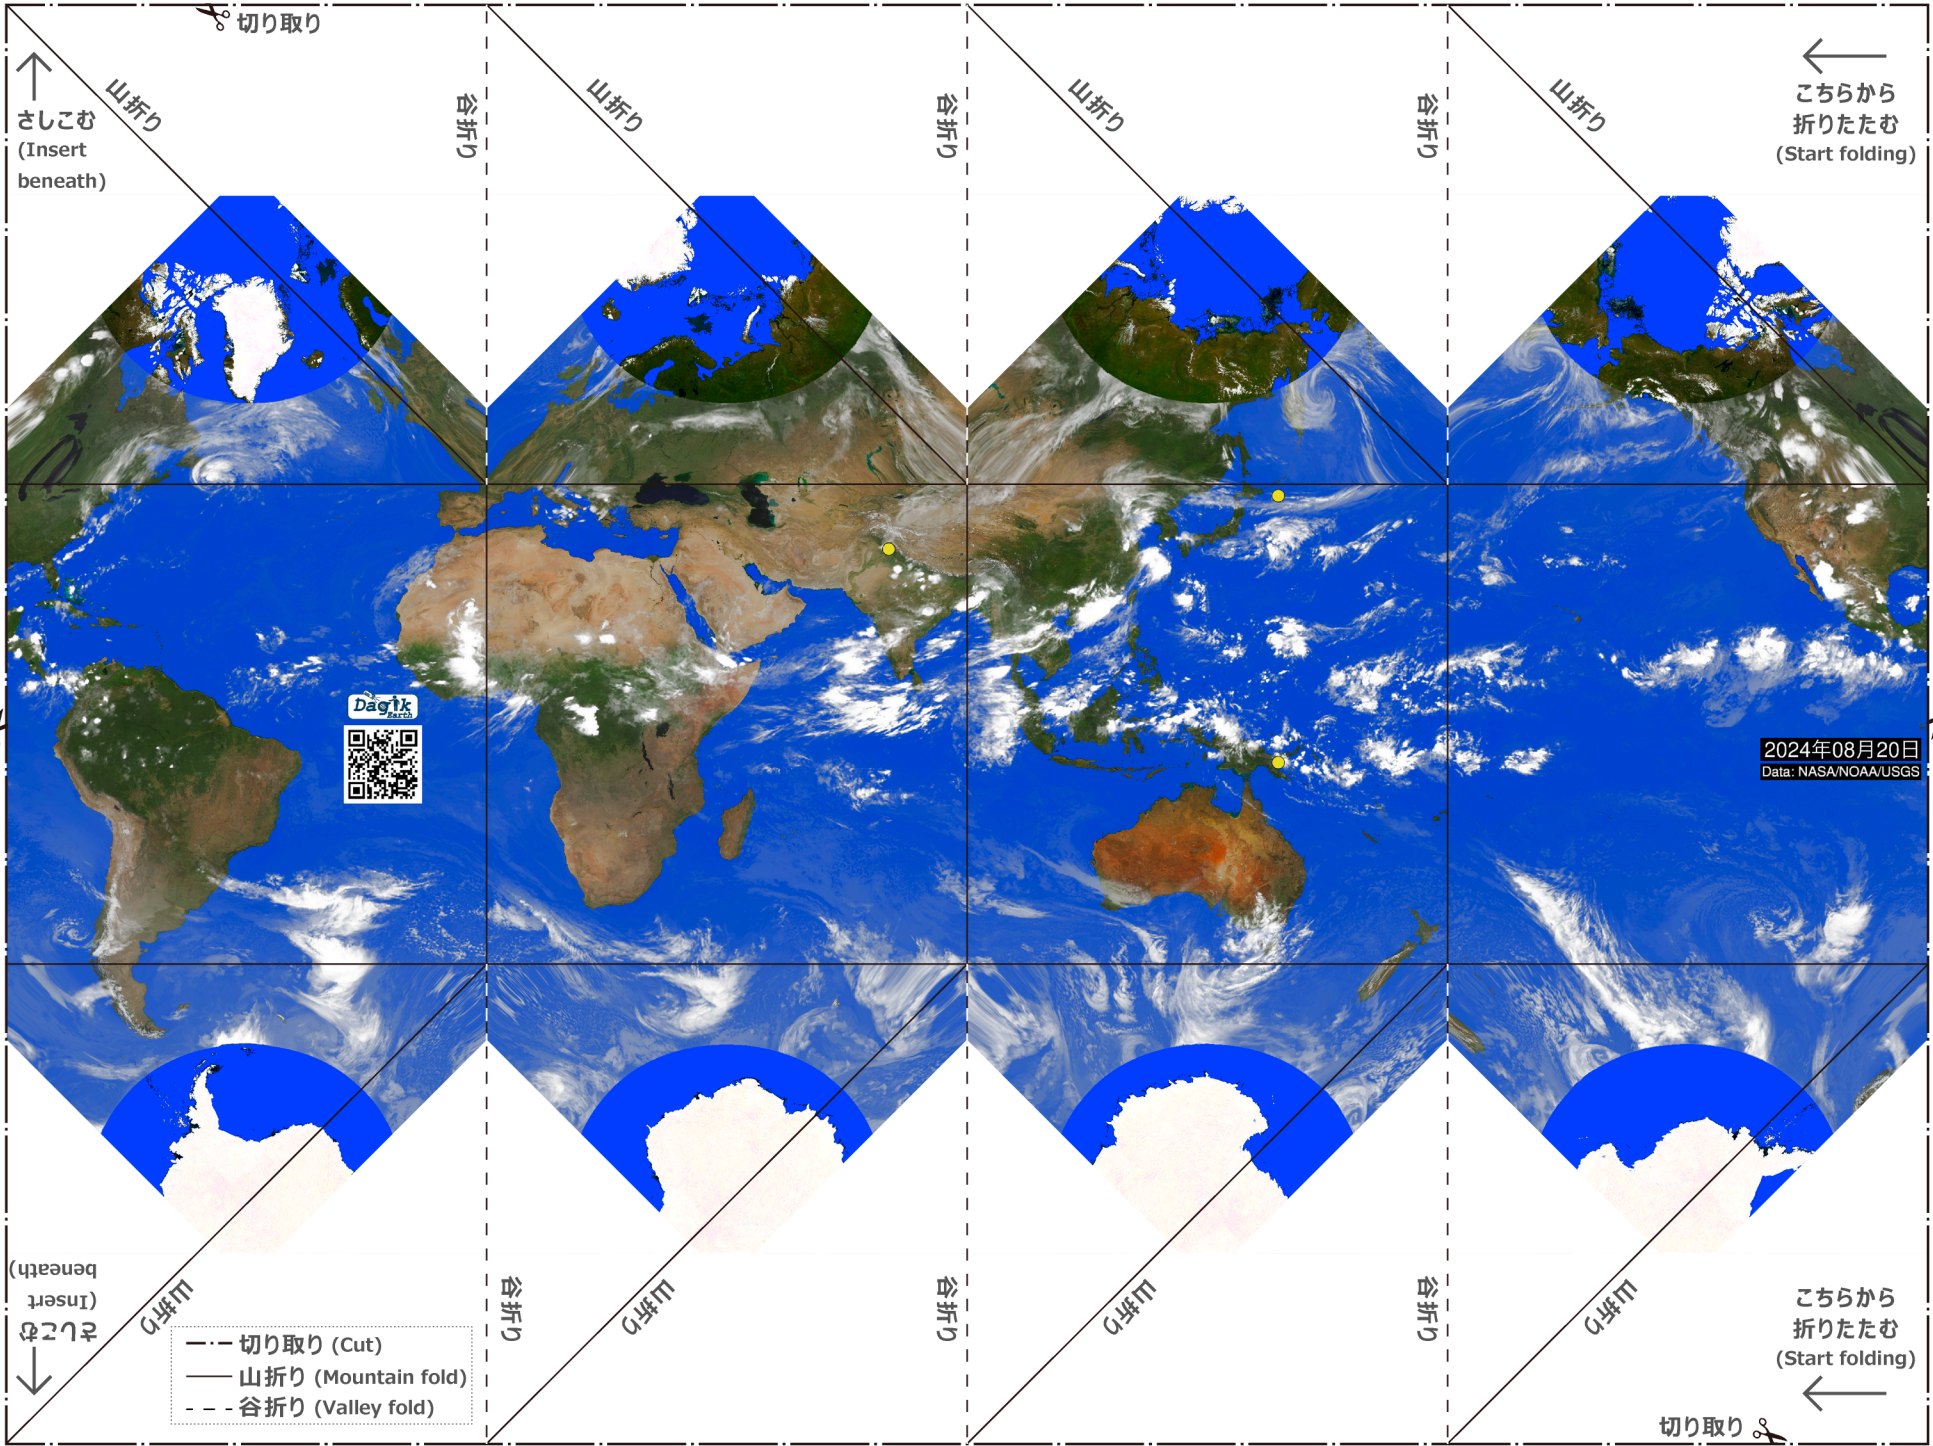 切り取り
山折り
谷折り
山折り
谷折り
山折り
谷折り
山折り
さしこむ
(Insert
beneath)
こちらから
折りたたむ
(Start folding)
Dagik
Earth
2024年08月20日
Data: NASA/NOAA/USGS
さしこむ
(Insert
beneath)
山折り
谷折り
山折り
谷折り
山折り
谷折り
山折り
こちらから
折りたたむ
(Start folding)
切り取り (Cut)
山折り (Mountain fold)
谷折り (Valley fold)
切り取り